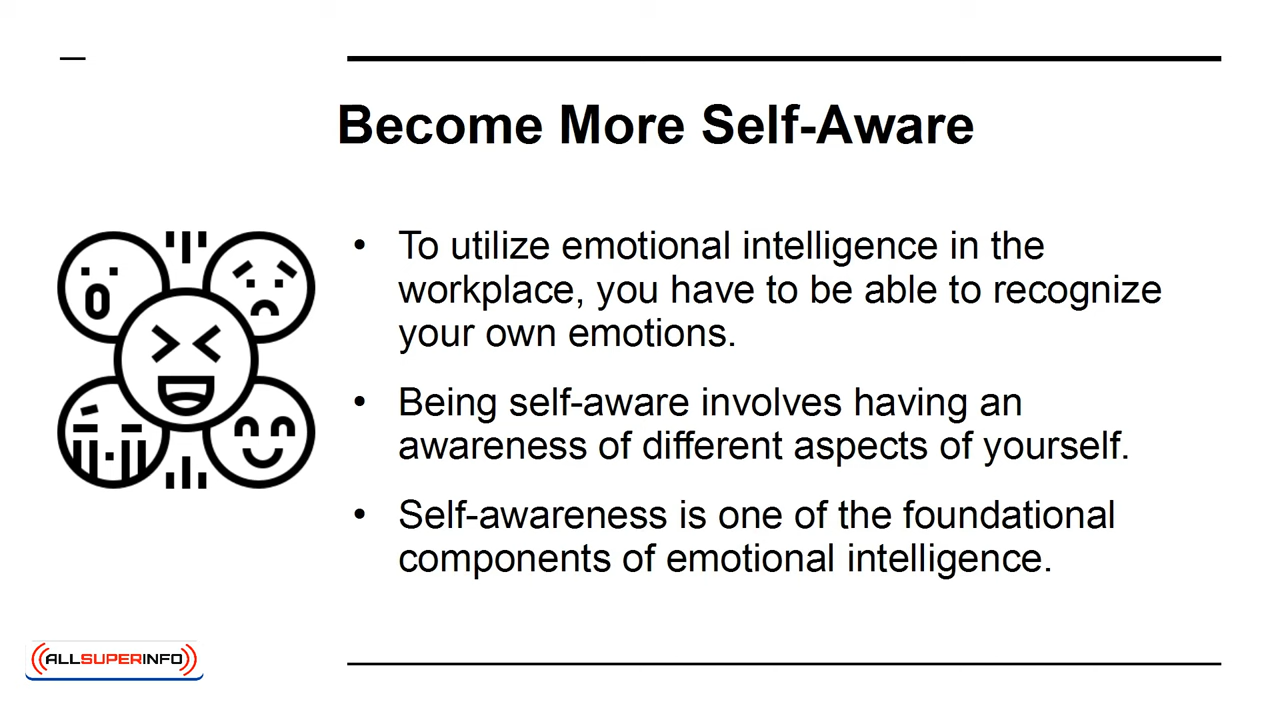 Become More Self-Aware
• To utilize emotional intelligence in the
workplace, you have to be able to recognize
your own emotions.
• Being self-aware involves having an
awareness of different aspects of yourself.
• Self-awareness is one of the foundational
components of emotional intelligence.
ALLSUPERINFO